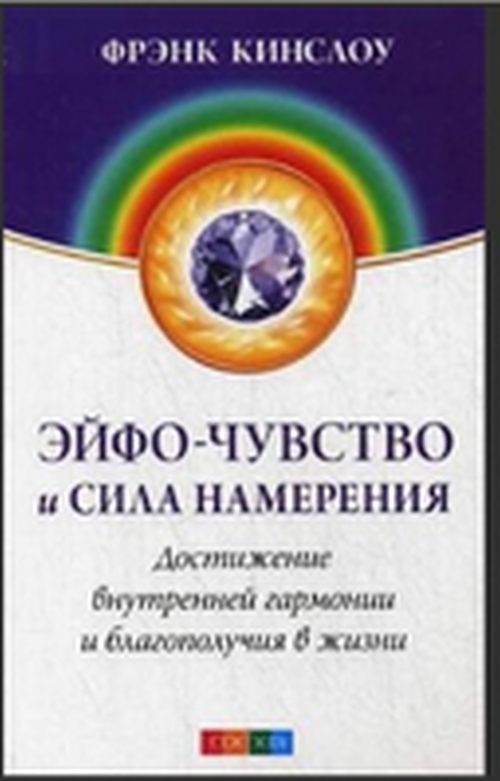 ФРЭНК КИНСЛОУ
ЭЙФО-ЧУВСТВО
и СИЛА НАМЕРЕНИЯ
Достижение
внутренней гармонии
и благополучия в жизни